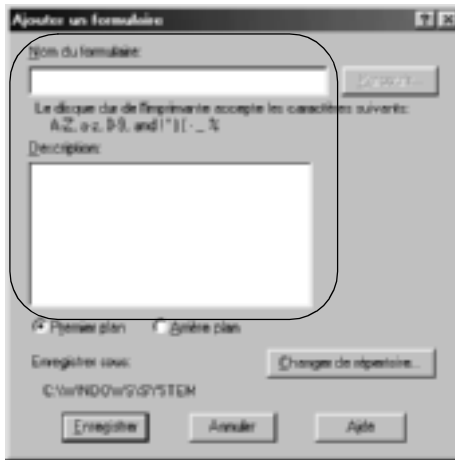 Ajouter un formulaire
Nom du formulaire:
Le disque dur de l'imprimante accepte les caractères suivants:
A-Z, a-z, 0-9, and
Description:
Premier plan Arrière plan
Enregistrer sous:
Changer de répertoire...
C:\WINDOWS\SYSTEM
Enregistrer Annuler Aide